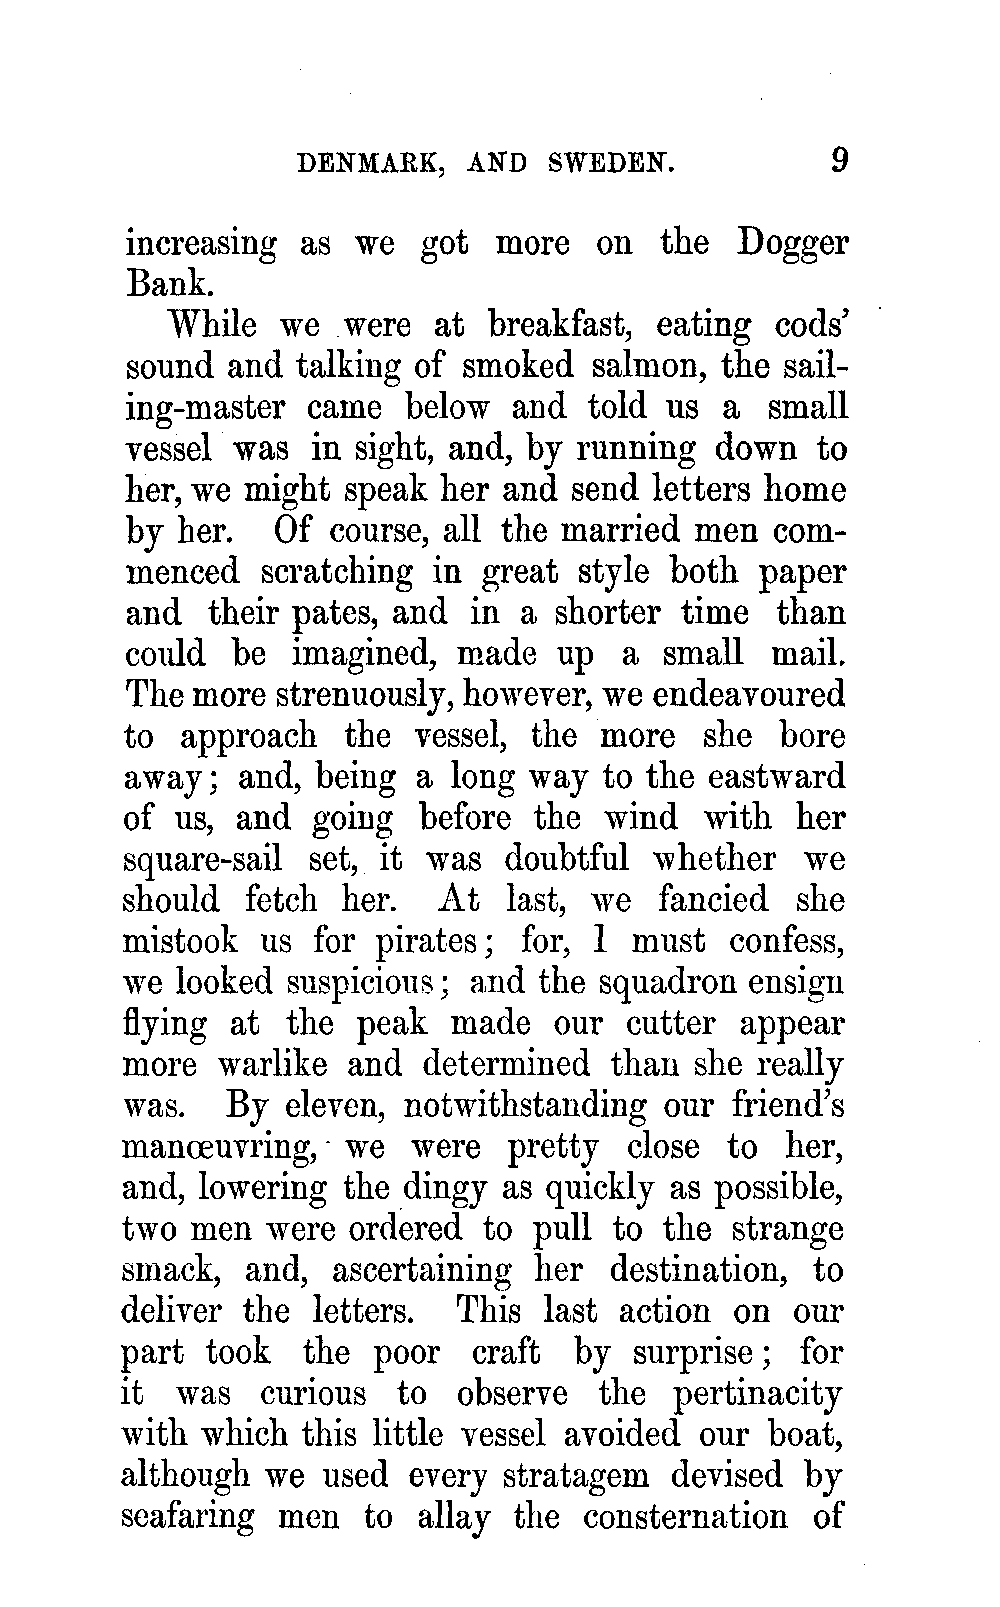 DENMARK, AND SWEDEN. 9
increasing as we got more on the Dogger
Bank.
While we were at breakfast, eating cods'
sound and talking of smoked salmon, the sail-
ing-master came below and told us a small
vessel was in sight, and, by running down to
her, we might speak her and send letters home
by her. Of course, all the married men com-
menced scratching in great style both paper
and their pates, and in a shorter time than
could be imagined, made up a small mail.
The more strenuously, however, we endeavoured
to approach the vessel, the more she bore
away; and, being a long way to the eastward
of us, and going before the wind with her
square-sail set, it was doubtful whether we
should fetch her. At last, we fancied she
mistook us for pirates; for, I must confess,
we looked suspicious; and the squadron ensign
flying at the peak made our cutter appear
more warlike and determined than she really
was. By eleven, notwithstanding our friend's
manœuvring, we were pretty close to her,
and, lowering the dingy as quickly as possible,
two men were ordered to pull to the strange
smack, and, ascertaining her destination, to
deliver the letters. This last action on our
part took the poor craft by surprise; for
it was curious to observe the pertinacity
with which this little vessel avoided our boat,
although we used every stratagem devised by
seafaring men to allay the consternation of